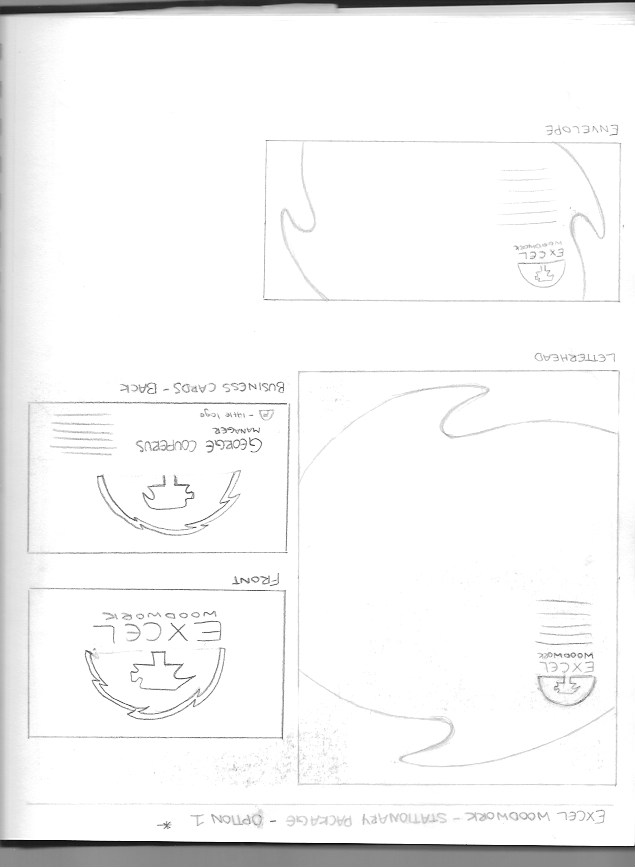 EXCEL WOODWORK - STATIONARY PACKAGE - OPTION 1
EXCEL
WOODWORK
LETTERHEAD
EXCEL
WOODWORK
FRONT
GEORGE COUPERUS
MANAGER
- little logo
BUSINESS CARDS - BACK
EXCEL
WOODWORK
ENVELOPE